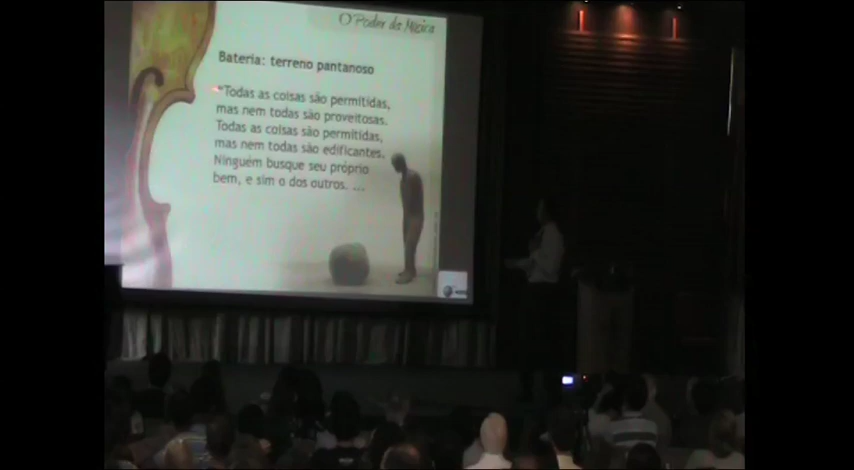 O Poder da Música
Bateria: terreno pantanoso
"Todas as coisas são permitidas,
mas nem todas são proveitosas.
Todas as coisas são permitidas,
mas nem todas são edificantes.
Ninguém busque seu próprio
bem, e sim o dos outros. ...